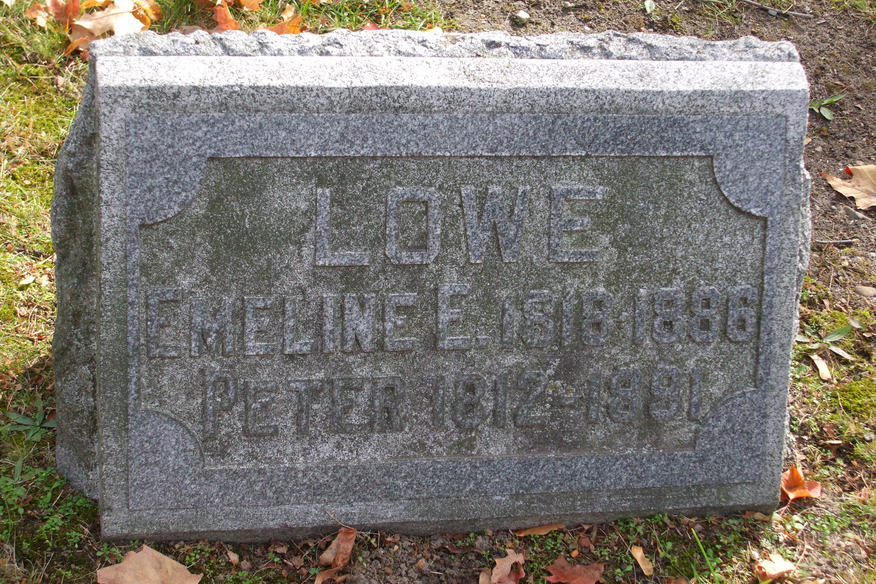 LOWE
EMELINE E. 1818-1886
PETER 1812-1891